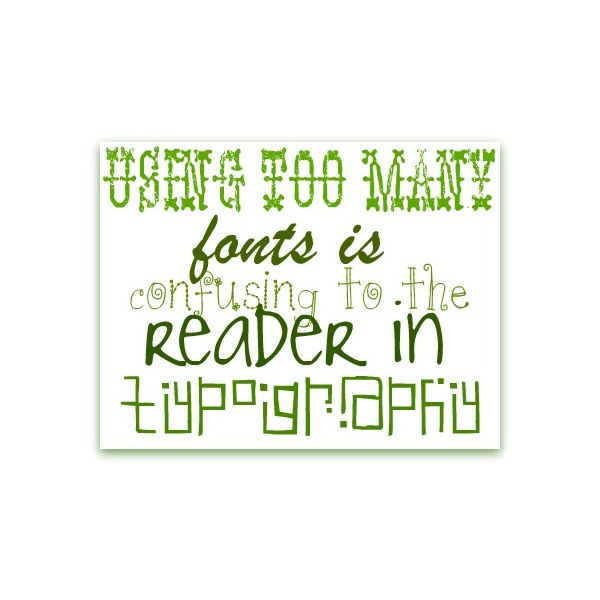 USING TOO MANY
fonts is
confusing to the
READER in
typography